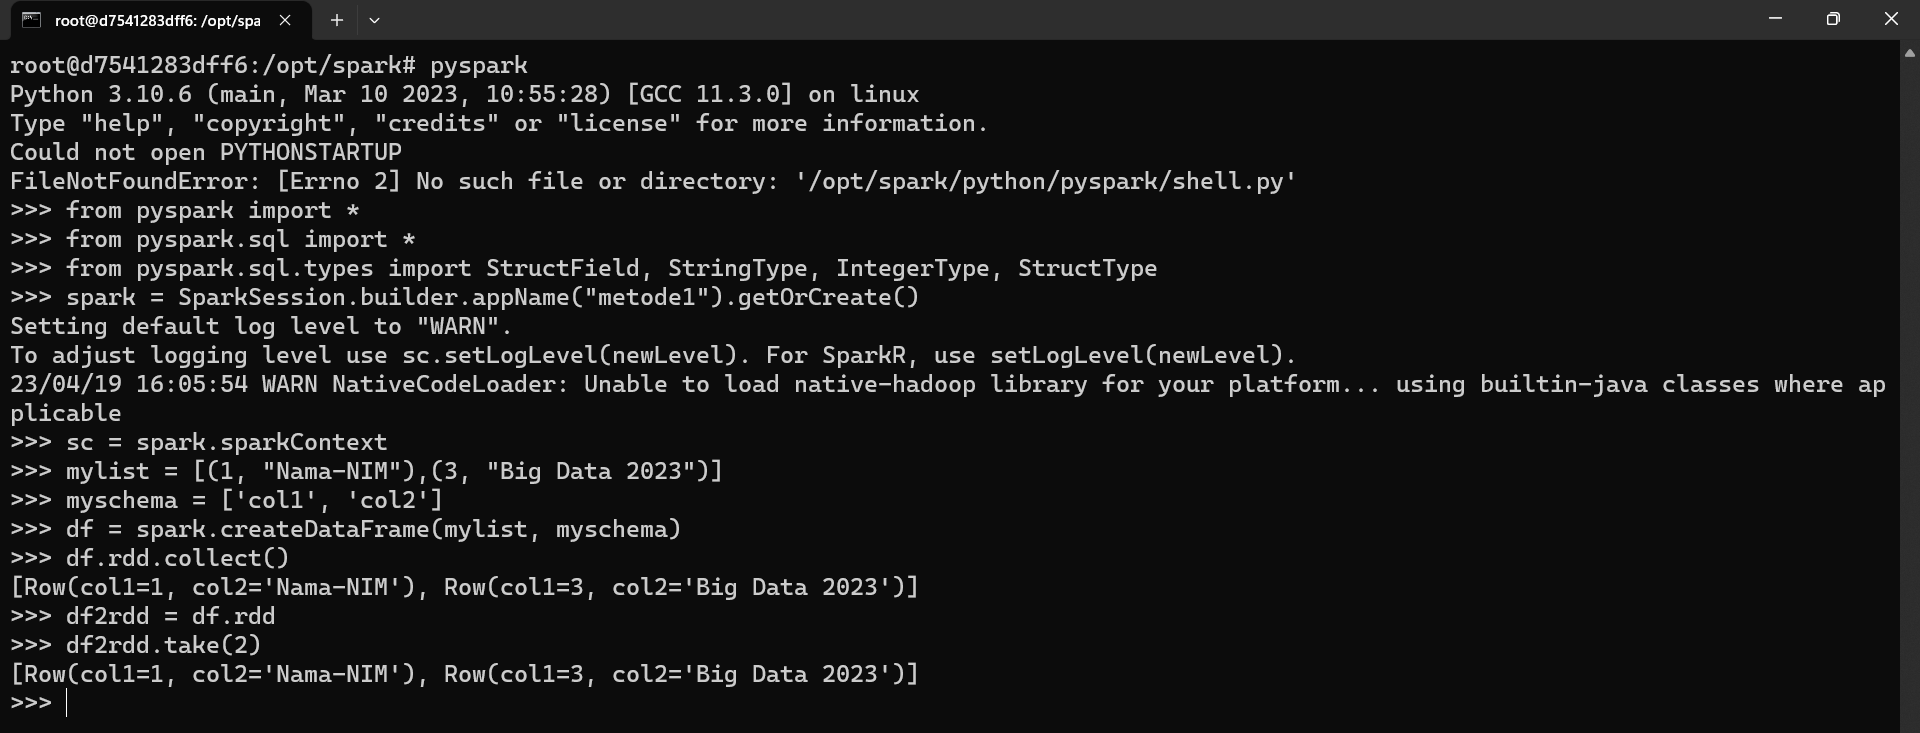 root@d7541283dff6: /opt/spa
root@d7541283dff6:/opt/spark# pyspark
Python 3.10.6 (main, Mar 10 2023, 10:55:28) [GCC 11.3.0] on linux
Type "help", "copyright", "credits" or "license" for more information.
Could not open PYTHONSTARTUP
FileNotFoundError: [Errno 2] No such file or directory: '/opt/spark/python/pyspark/shell.py'
>>> from pyspark import *
>>> from pyspark.sql import *
>>> from pyspark.sql.types import StructField, StringType, IntegerType, StructType
>>> spark = SparkSession.builder.appName("metode1").getOrCreate()
Setting default log level to "WARN".
To adjust logging level use sc.setLogLevel(newLevel). For SparkR, use setLogLevel(newLevel).
23/04/19 16:05:54 WARN NativeCodeLoader: Unable to load native-hadoop library for your platform... using builtin-java classes where ap
plicable
>>> sc = spark.sparkContext
>>> mylist = [(1, "Nama-NIM"),(3, "Big Data 2023")]
>>> myschema = ['col1', 'col2']
>>> df = spark.createDataFrame(mylist, myschema)
>>> df.rdd.collect()
[Row(col1=1, col2='Nama-NIM'), Row(col1=3, col2='Big Data 2023')]
>>> df2rdd = df.rdd
>>> df2rdd.take(2)
[Row(col1=1, col2='Nama-NIM'), Row(col1=3, col2='Big Data 2023')]
>>>